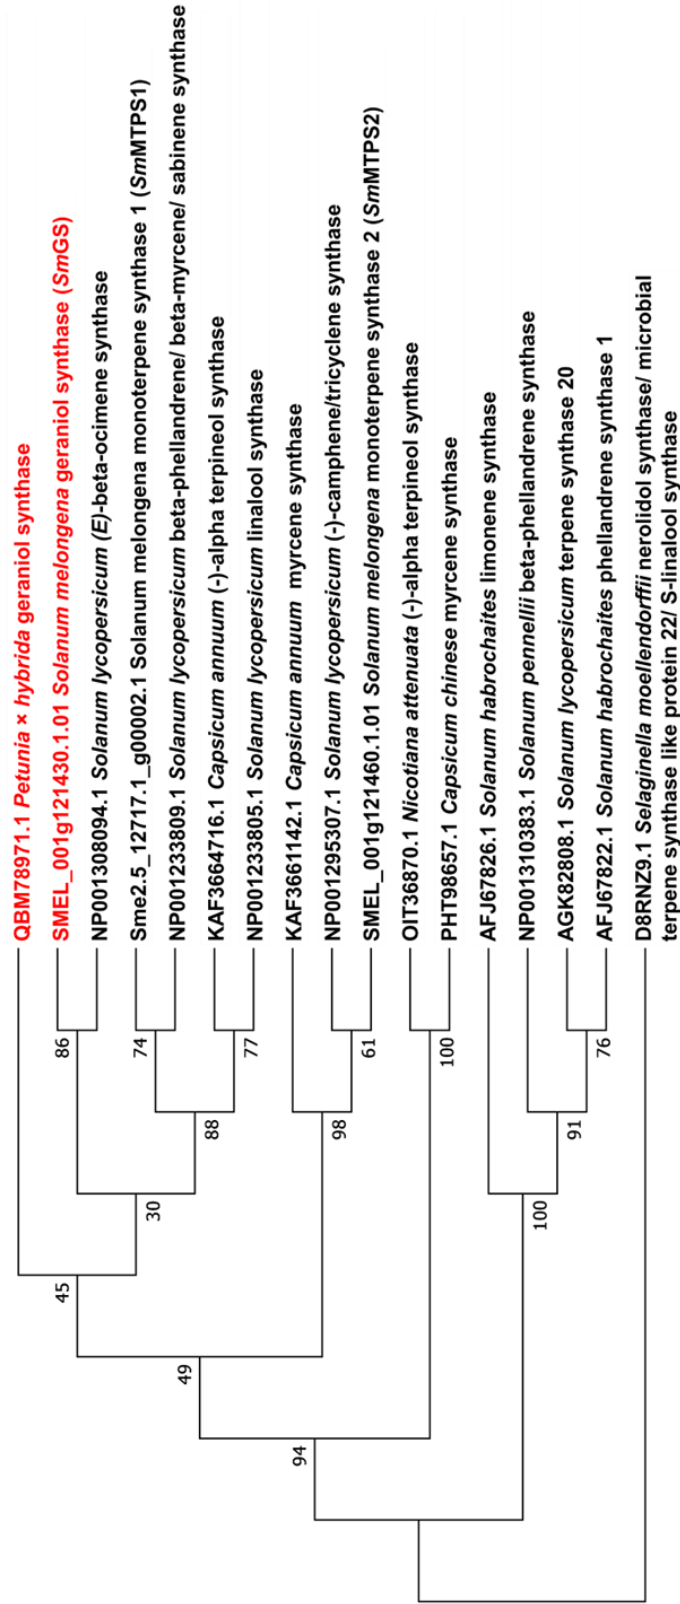 QBM78971.1 Petunia × hybrida geraniol synthase
SMEL_001g121430.1.01 Solanum melongena geraniol synthase (SmGS)
NP001308094.1 Solanum lycopersicum (E)-beta-ocimene synthase
Sme2.5_12717.1_g00002.1 Solanum melongena monoterpene synthase 1 (SmMTPS1)
NP001233809.1 Solanum lycopersicum beta-phellandrene/ beta-myrcene/ sabinene synthase
KAF3664716.1 Capsicum annuum (-)-alpha terpineol synthase
NP001233805.1 Solanum lycopersicum linalool synthase
KAF3661142.1 Capsicum annuum myrcene synthase
NP001295307.1 Solanum lycopersicum (-)-camphene/tricyclene synthase
SMEL_001g121460.1.01 Solanum melongena monoterpene synthase 2 (SmMTPS2)
OIT36870.1 Nicotiana attenuata (-)-alpha terpineol synthase
PHT98657.1 Capsicum chinese myrcene synthase
AFJ67826.1 Solanum habrochaites limonene synthase
NP001310383.1 Solanum pennellii beta-phellandrene synthase
AGK82808.1 Solanum lycopersicum terpene synthase 20
AFJ67822.1 Solanum habrochaites phellandrene synthase 1
D8RNZ9.1 Selaginella moellendorffii nerolidol synthase/ microbial
terpene synthase like protein 22/ S-linalool synthase
86
74
77
61
100
76
88
98
91
30
100
45
49
94